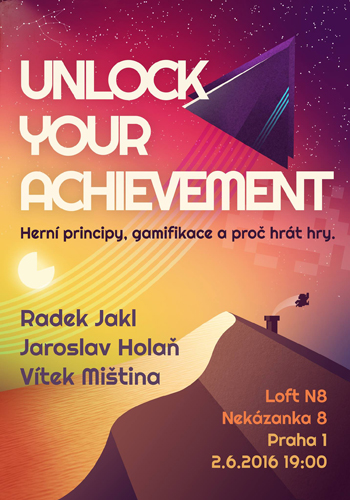 UNLOCK
YOUR
ACHIEVEMENT
Herní principy, gamifikace a proč hrát hry.
Radek Jakl
Jaroslav Holaň
Vítek Miština
Loft N8
Nekázanka 8
Praha 1
2.6.2016 19:00